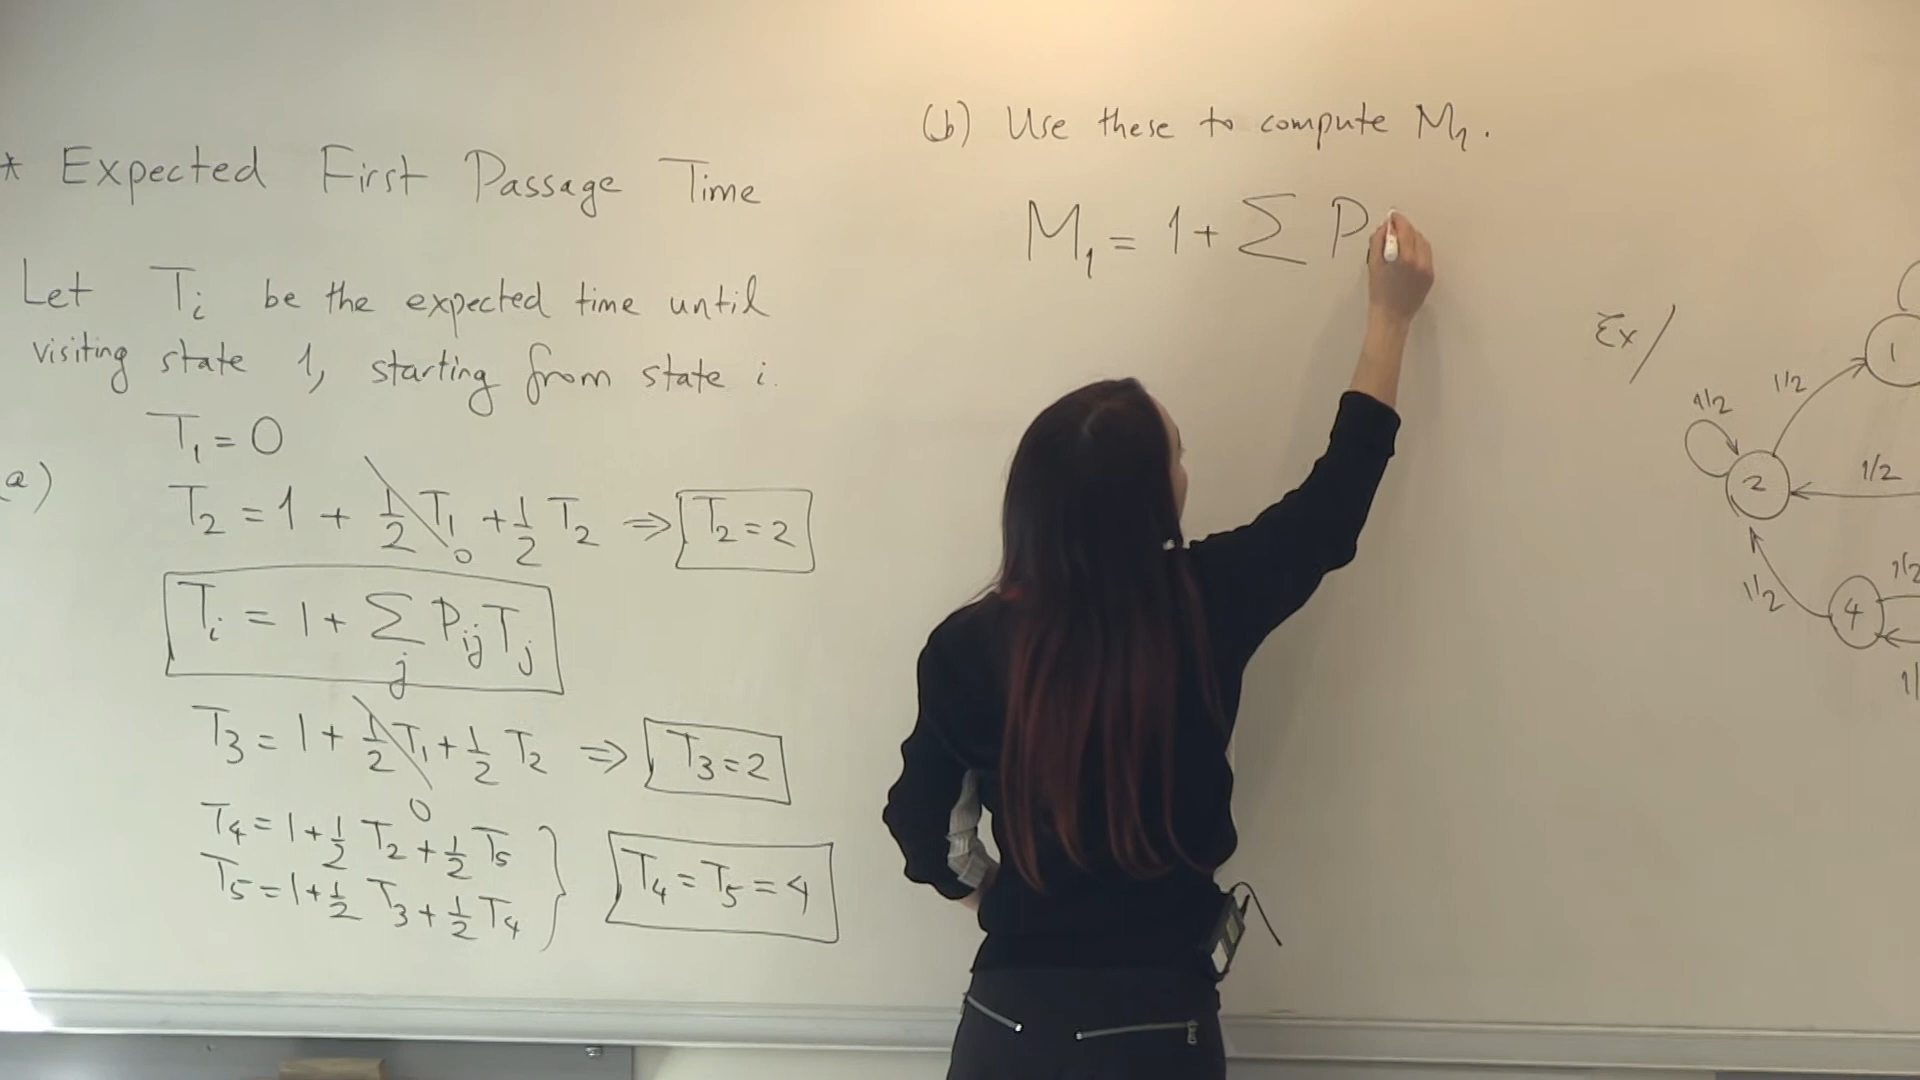 * Expected First Passage Time
Let Tᵢ be the expected time until
visiting state 1, starting from state i.
T₁ = 0
(a)
T₂ = 1 + 1/2 T₁ 0 + 1/2 T₂ ⇒ T₂ = 2
Tᵢ = 1 + Σⱼ Pᵢⱼ Tⱼ
T₃ = 1 + 1/2 T₁ 0 + 1/2 T₂ ⇒ T₃ = 2
T₄ = 1 + 1/2 T₂ + 1/2 T₅
T₅ = 1 + 1/2 T₃ + 1/2 T₄
} T₄ = T₅ = 4
(b) Use these to compute M₁.
M₁ = 1 + Σ P
Ex/
1
1/2
1/2
2
1/2
1/2
4
1/2